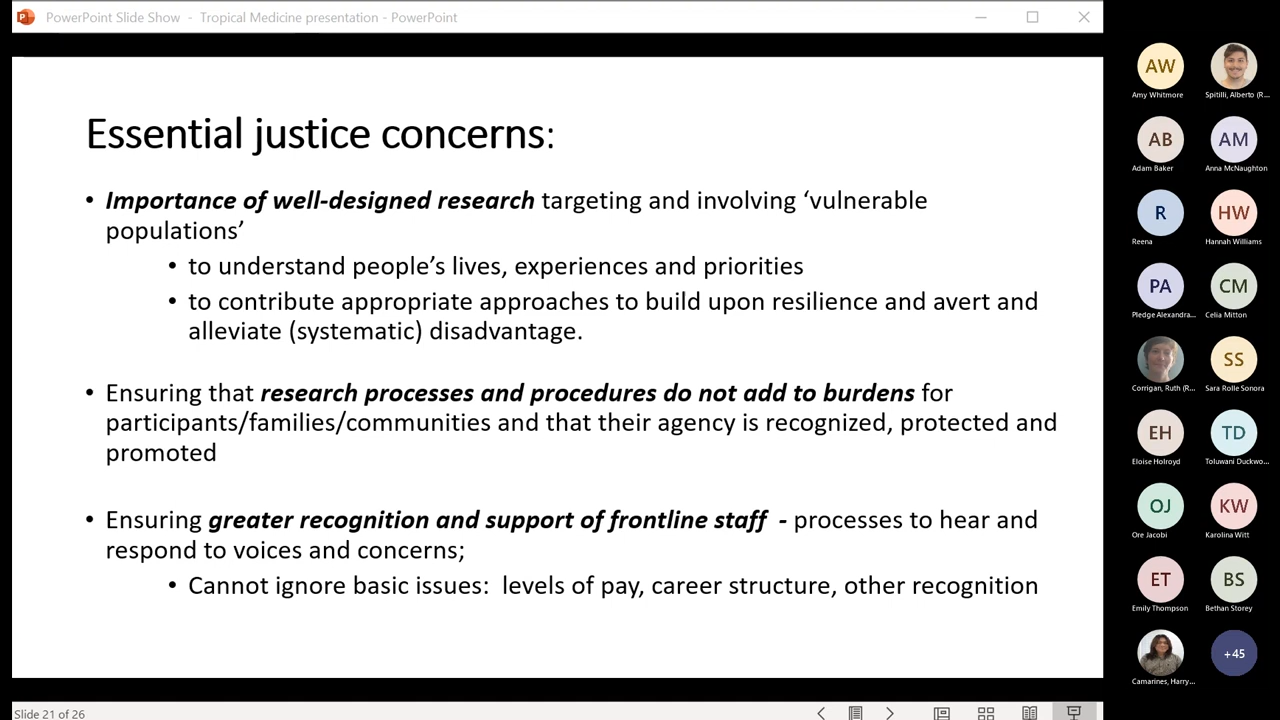 PowerPoint Slide Show - Tropical Medicine presentation - PowerPoint
Essential justice concerns:
• Importance of well-designed research targeting and involving ‘vulnerable
populations’
• to understand people’s lives, experiences and priorities
• to contribute appropriate approaches to build upon resilience and avert and
alleviate (systematic) disadvantage.
• Ensuring that research processes and procedures do not add to burdens for
participants/families/communities and that their agency is recognized, protected and
promoted
• Ensuring greater recognition and support of frontline staff - processes to hear and
respond to voices and concerns;
• Cannot ignore basic issues: levels of pay, career structure, other recognition
Slide 21 of 26
AW
Amy Whitmore
Spitilli, Alberto (R...
AB
Adam Baker
AM
Anna McNaughton
R
Reena
HW
Hannah Williams
PA
Pledge Alexandra...
CM
Celia Mitton
Corrigan, Ruth (R...
SS
Sara Rolle Sonora
EH
Eloise Holroyd
TD
Toluwani Duckwo...
OJ
Ore Jacobi
KW
Karolina Witt
ET
Emily Thompson
BS
Bethan Storey
Camarines, Harry...
+45